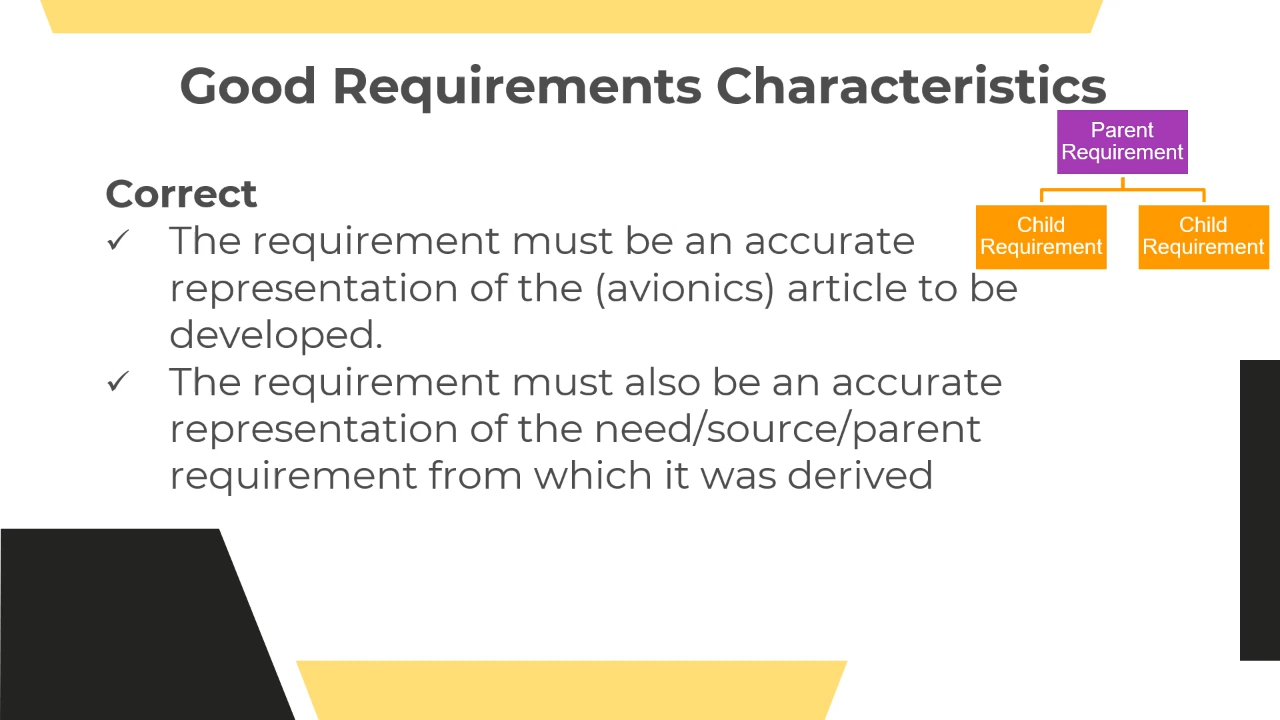 Good Requirements Characteristics
Parent
Requirement
Child
Requirement
Child
Requirement
Correct
✓ The requirement must be an accurate
representation of the (avionics) article to be
developed.
✓ The requirement must also be an accurate
representation of the need/source/parent
requirement from which it was derived